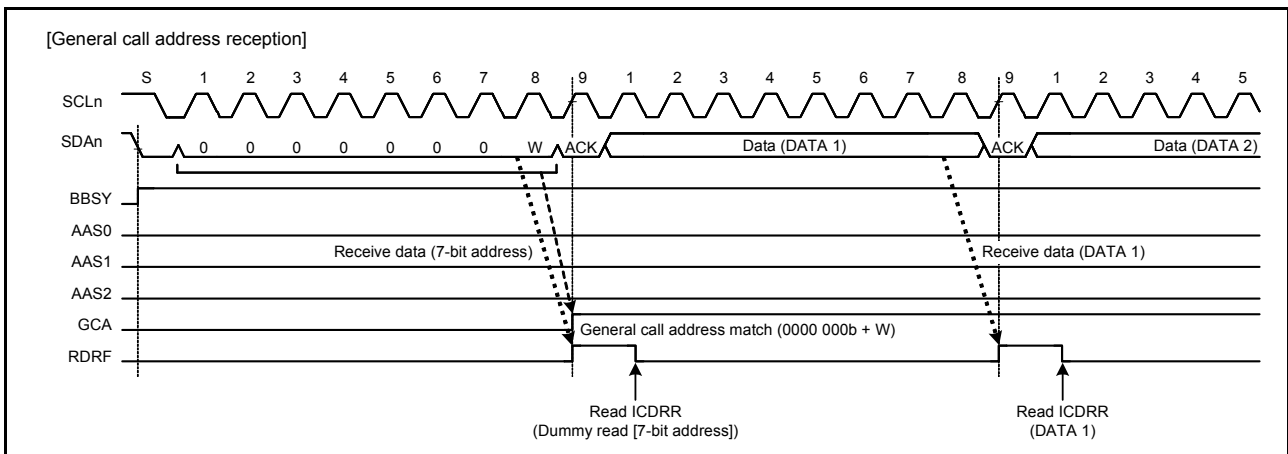 [General call address reception]
S 1 2 3 4 5 6 7 8 9 1 2 3 4 5 6 7 8 9 1 2 3 4 5
SCLn
SDAn 0 0 0 0 0 0 0 W ACK Data (DATA 1) ACK Data (DATA 2)
BBSY
AAS0
Receive data (7-bit address) Receive data (DATA 1)
AAS1
AAS2
GCA General call address match (0000 000b + W)
RDRF
Read ICDRR Read ICDRR
(Dummy read [7-bit address]) (DATA 1)